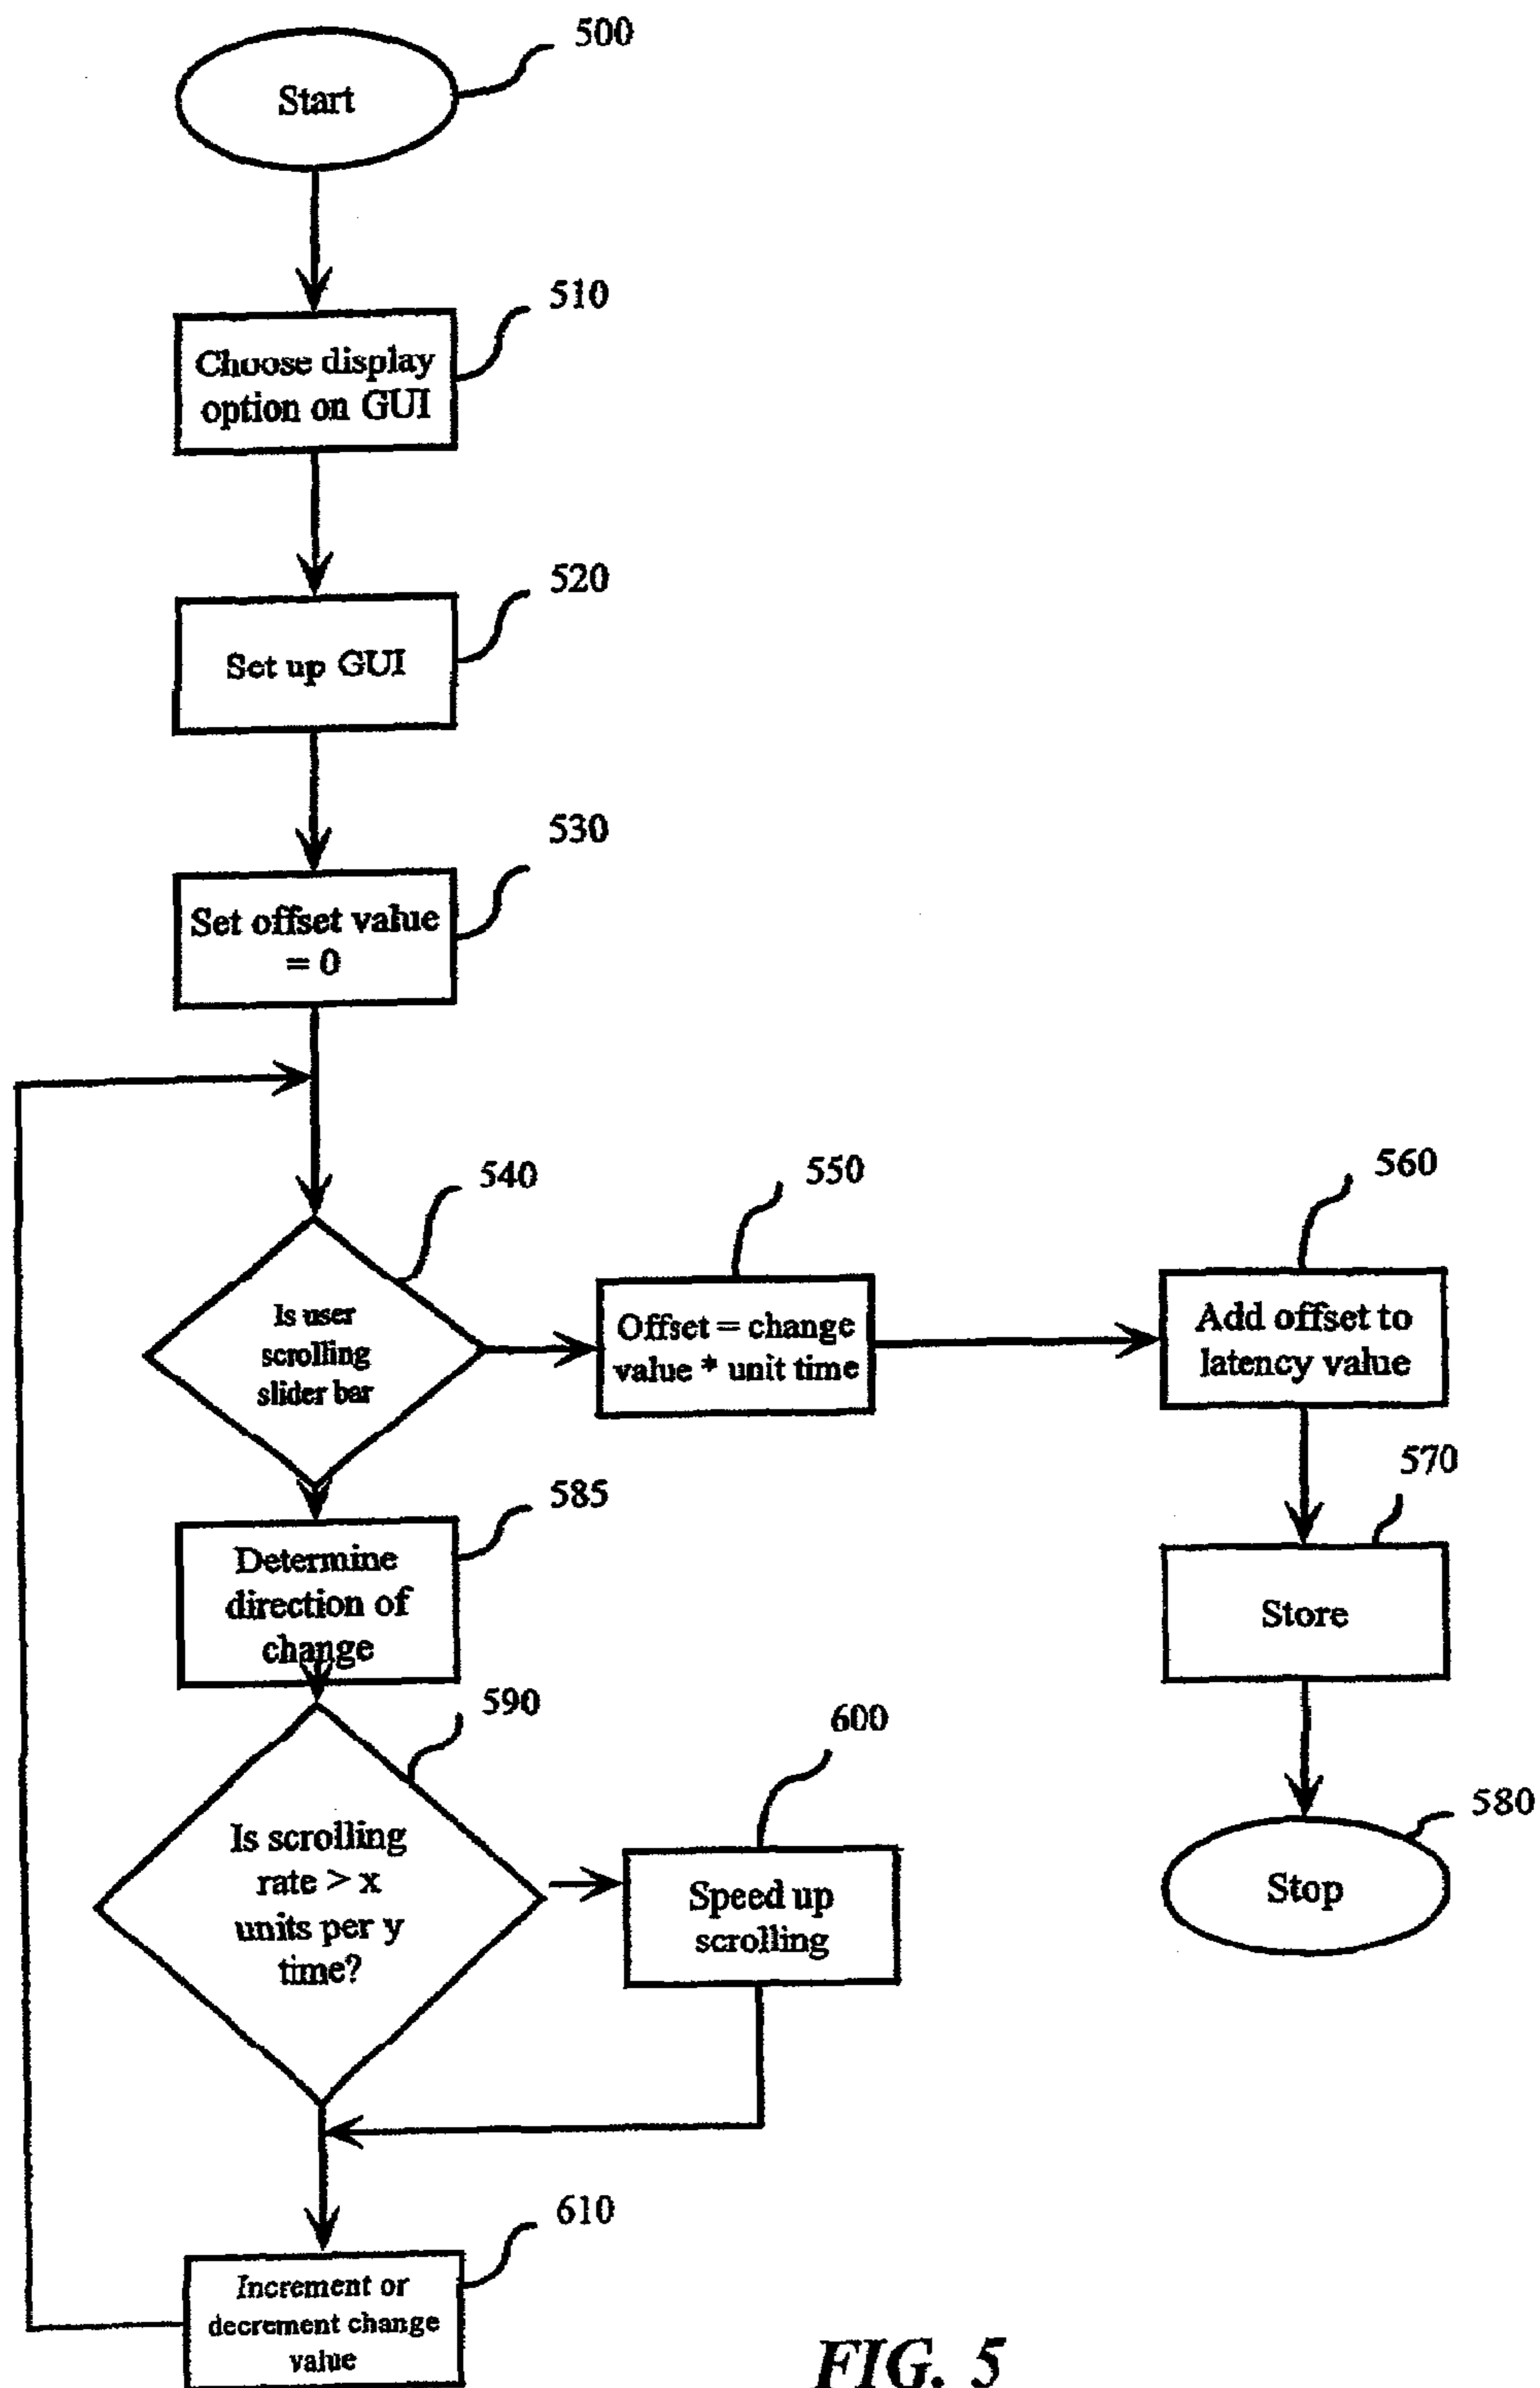 500
Start
510
Choose display
option on GUI
520
Set up GUI
530
Set offset value
= 0
540
Is user
scrolling
slider bar
550
Offset = change
value * unit time
560
Add offset to
latency value
570
Store
580
Stop
585
Determine
direction of
change
590
Is scrolling
rate > x
units per y
time?
600
Speed up
scrolling
610
Increment or
decrement change
value
FIG. 5